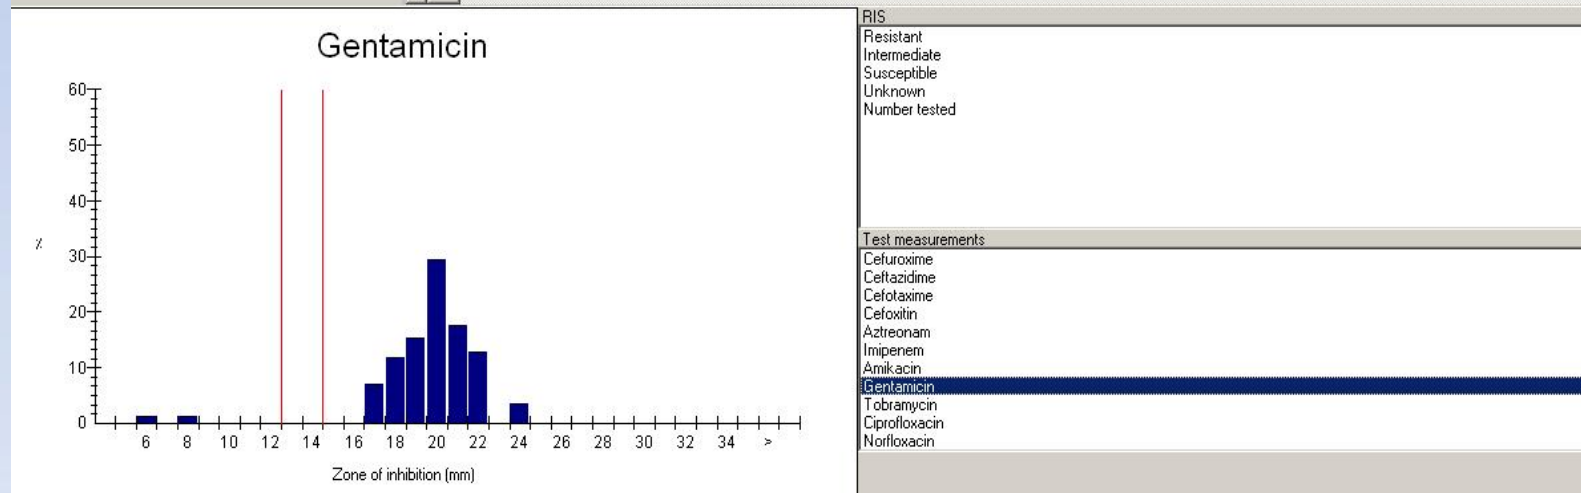 Gentamicin
60
50
40
30
20
10
0
%
6 8 10 12 14 16 18 20 22 24 26 28 30 32 34 >
Zone of inhibition (mm)
RIS
Resistant
Intermediate
Susceptible
Unknown
Number tested
Test measurements
Cefuroxime
Ceftazidime
Cefotaxime
Cefoxitin
Aztreonam
Imipenem
Amikacin
Gentamicin
Tobramycin
Ciprofloxacin
Norfloxacin